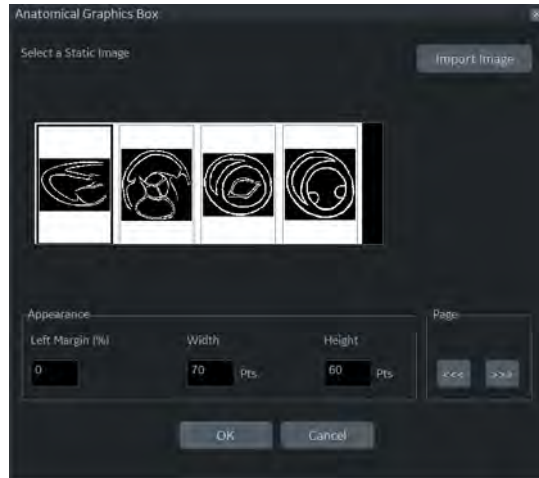 Anatomical Graphics Box
Select a Static Image
Import Image
Appearance
Page
Left Margin (%)
Width
Height
0
70 Pts.
60 Pts
<<<
>>>
OK
Cancel